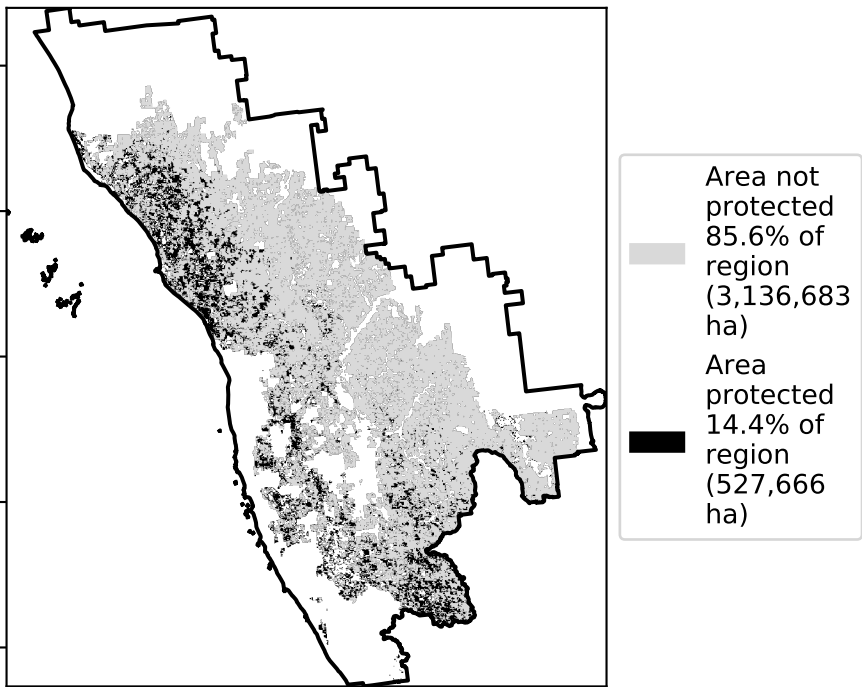 Area not
protected
85.6% of
region
(3,136,683
ha)
Area
protected
14.4% of
region
(527,666
ha)